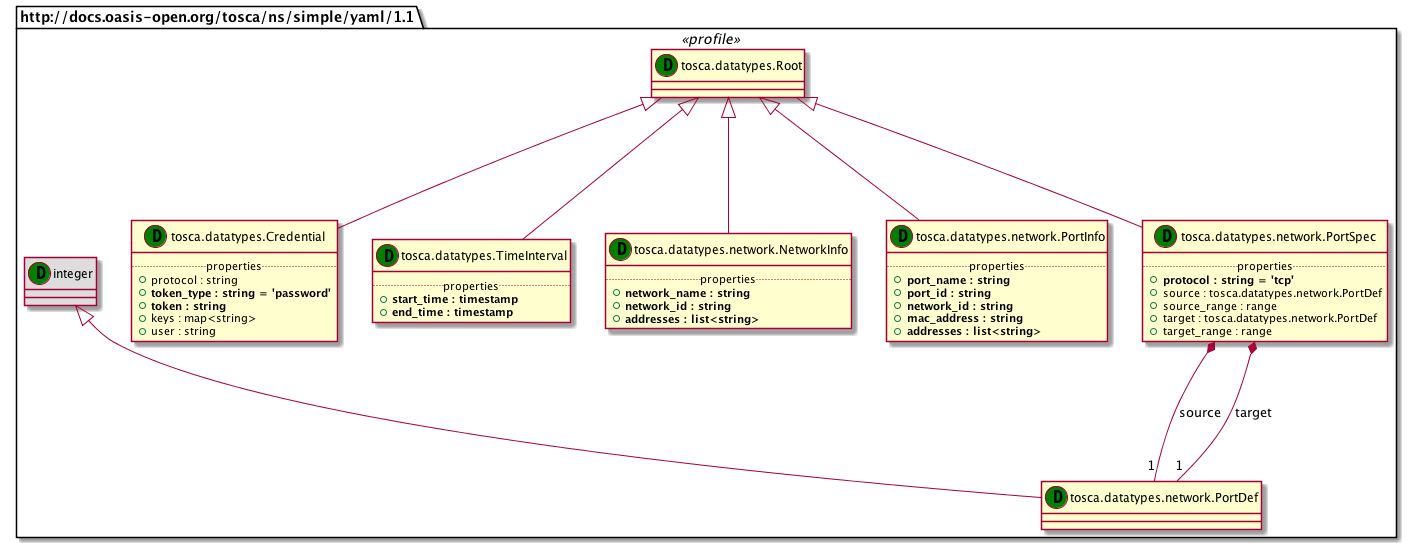 http://docs.oasis-open.org/tosca/ns/simple/yaml/1.1
«profile»
D tosca.datatypes.Root
D integer
D tosca.datatypes.Credential
properties
protocol : string
token_type : string = 'password'
token : string
keys : map<string>
user : string
D tosca.datatypes.TimeInterval
properties
start_time : timestamp
end_time : timestamp
D tosca.datatypes.network.NetworkInfo
properties
network_name : string
network_id : string
addresses : list<string>
D tosca.datatypes.network.PortInfo
properties
port_name : string
port_id : string
network_id : string
mac_address : string
addresses : list<string>
D tosca.datatypes.network.PortSpec
properties
protocol : string = 'tcp'
source : tosca.datatypes.network.PortDef
source_range : range
target : tosca.datatypes.network.PortDef
target_range : range
source
target
1
1
D tosca.datatypes.network.PortDef